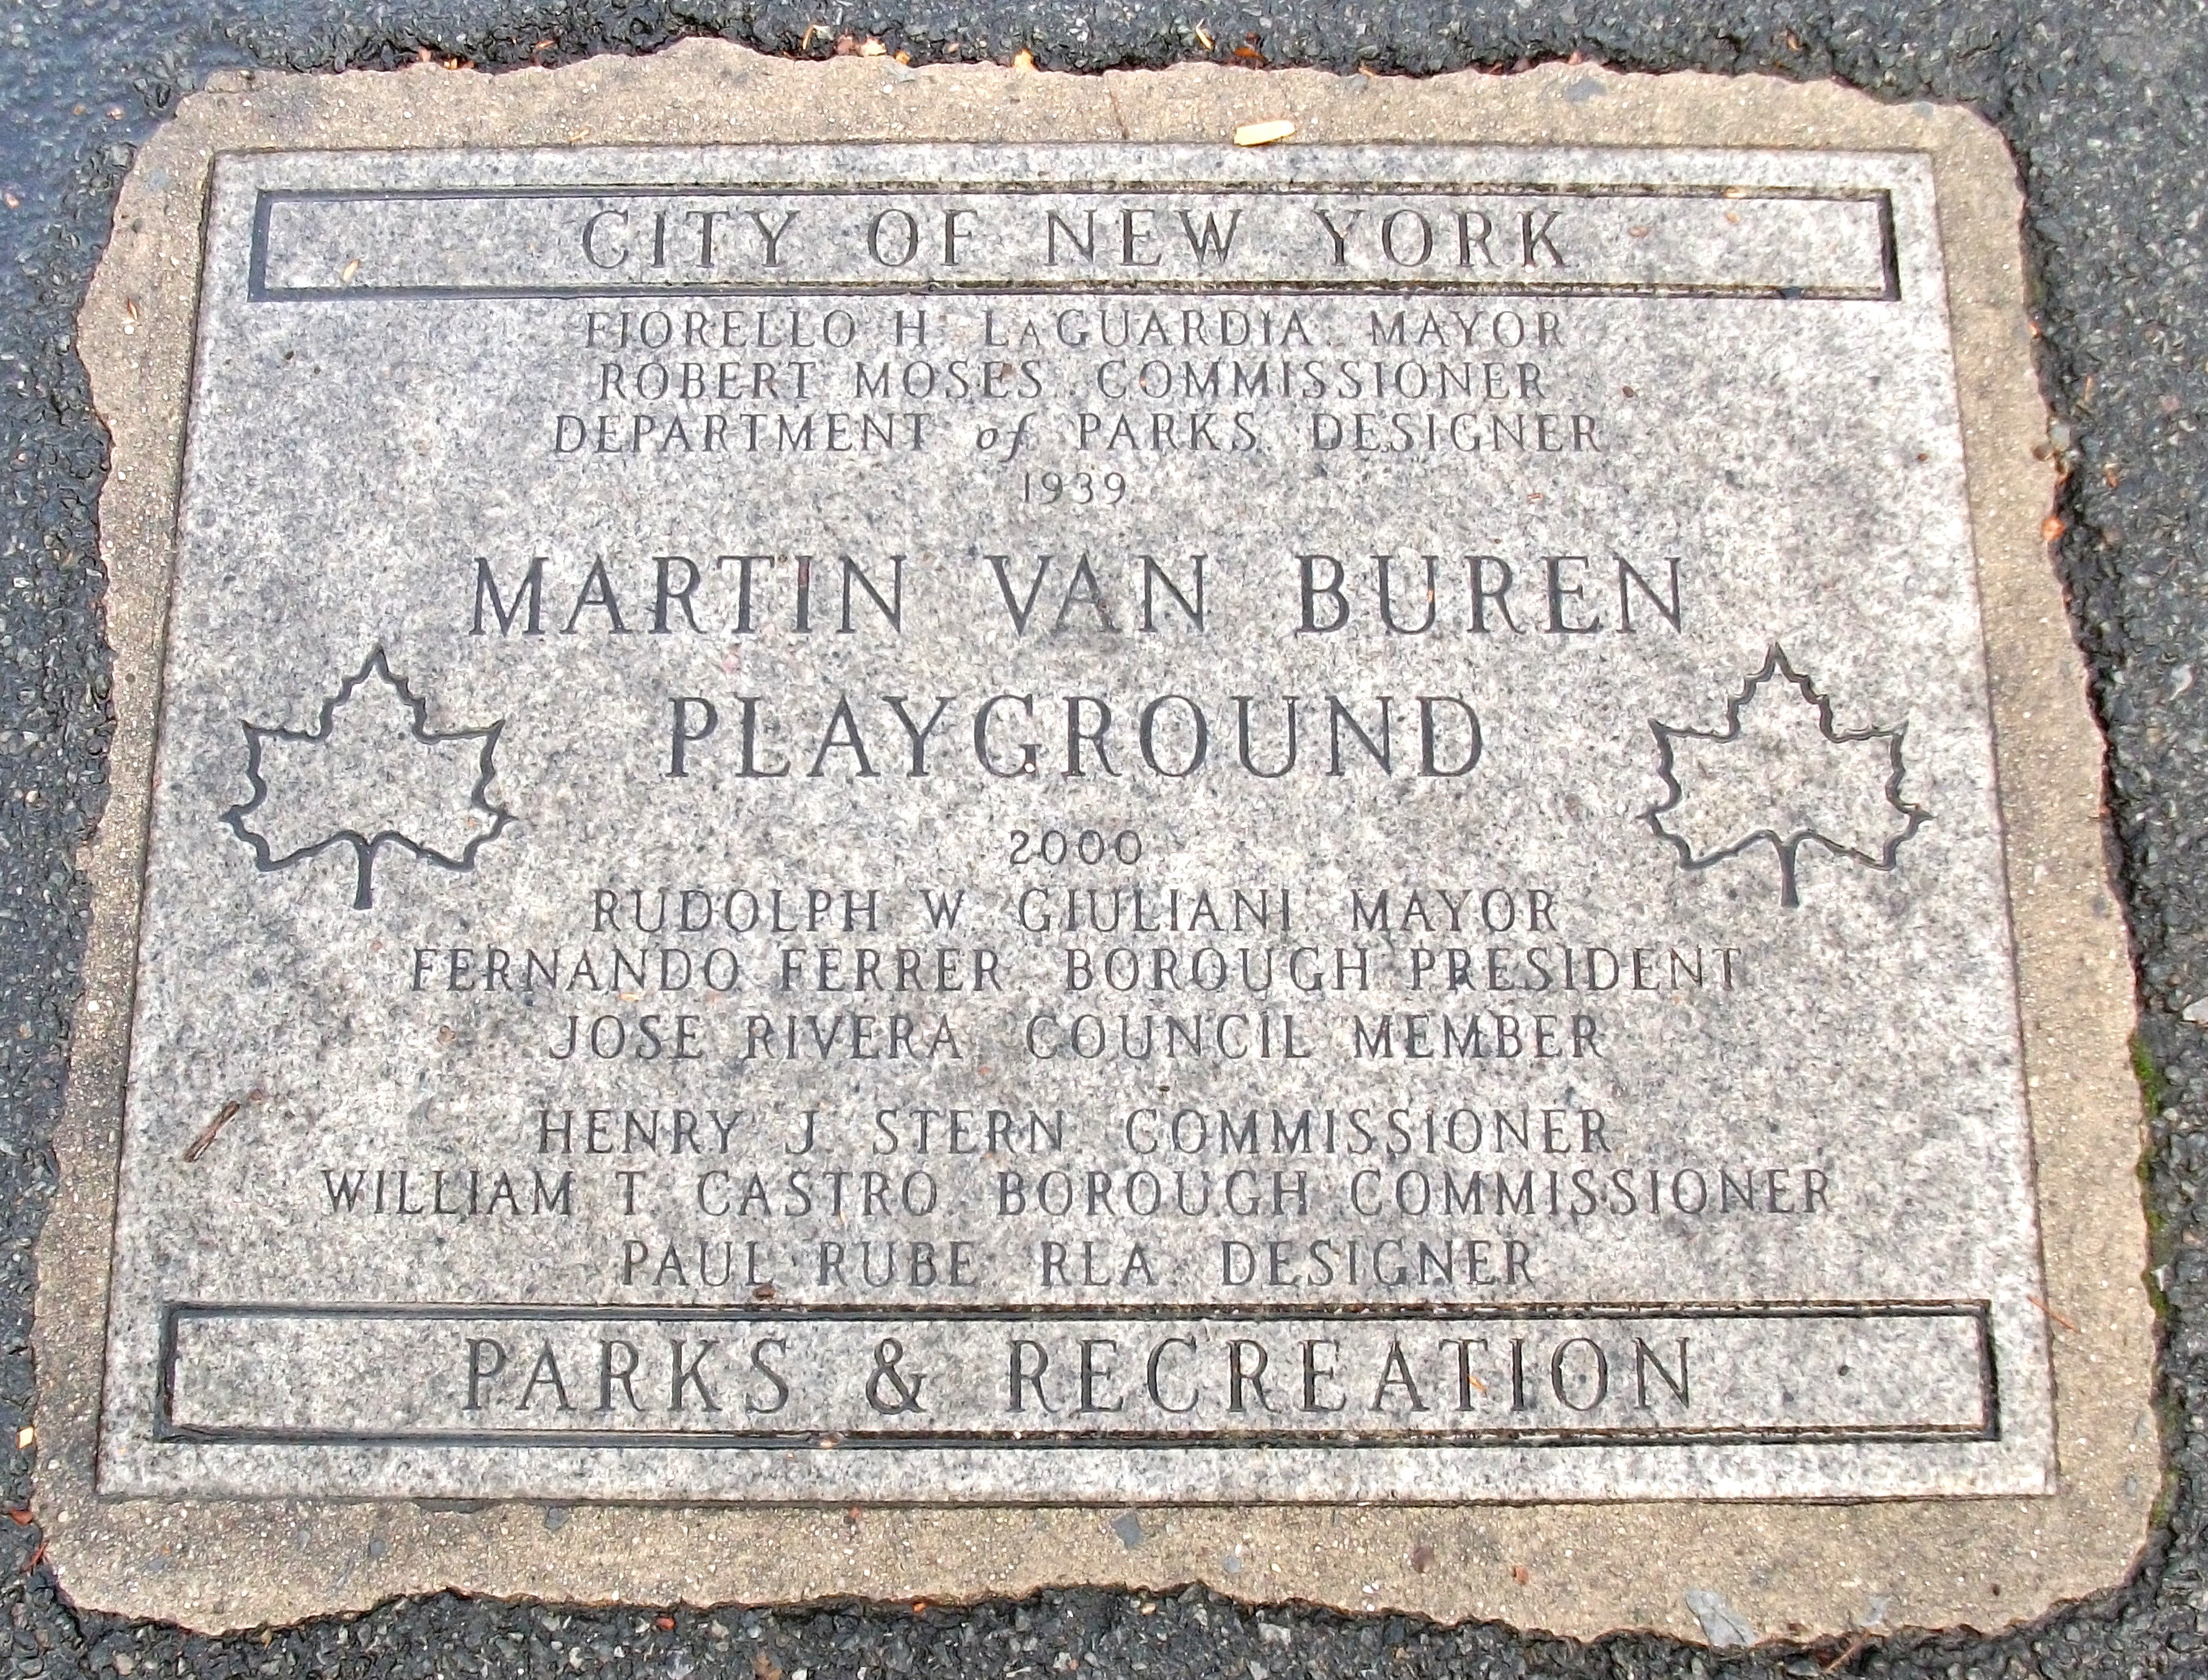 CITY OF NEW YORK
FIORELLO H LaGUARDIA MAYOR
ROBERT MOSES COMMISSIONER
DEPARTMENT of PARKS DESIGNER
1939
MARTIN VAN BUREN
PLAYGROUND
2000
RUDOLPH W GIULIANI MAYOR
FERNANDO FERRER BOROUGH PRESIDENT
JOSE RIVERA COUNCIL MEMBER
HENRY J STERN COMMISSIONER
WILLIAM T CASTRO BOROUGH COMMISSIONER
PAUL RUBE RLA DESIGNER
PARKS & RECREATION